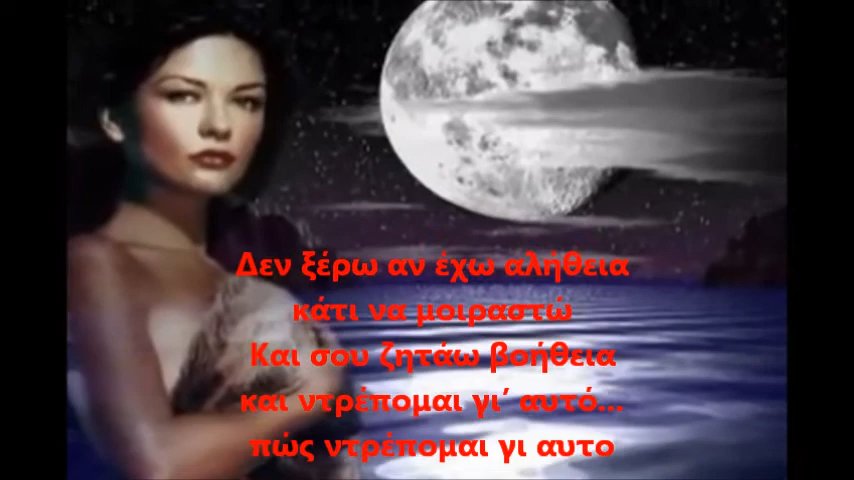 Δεν ξέρω αν έχω αλήθεια
κάτι να μοιραστώ
Και σου ζητάω βοήθεια
και ντρέπομαι γι΄ αυτό...
πώς ντρέπομαι γι αυτο